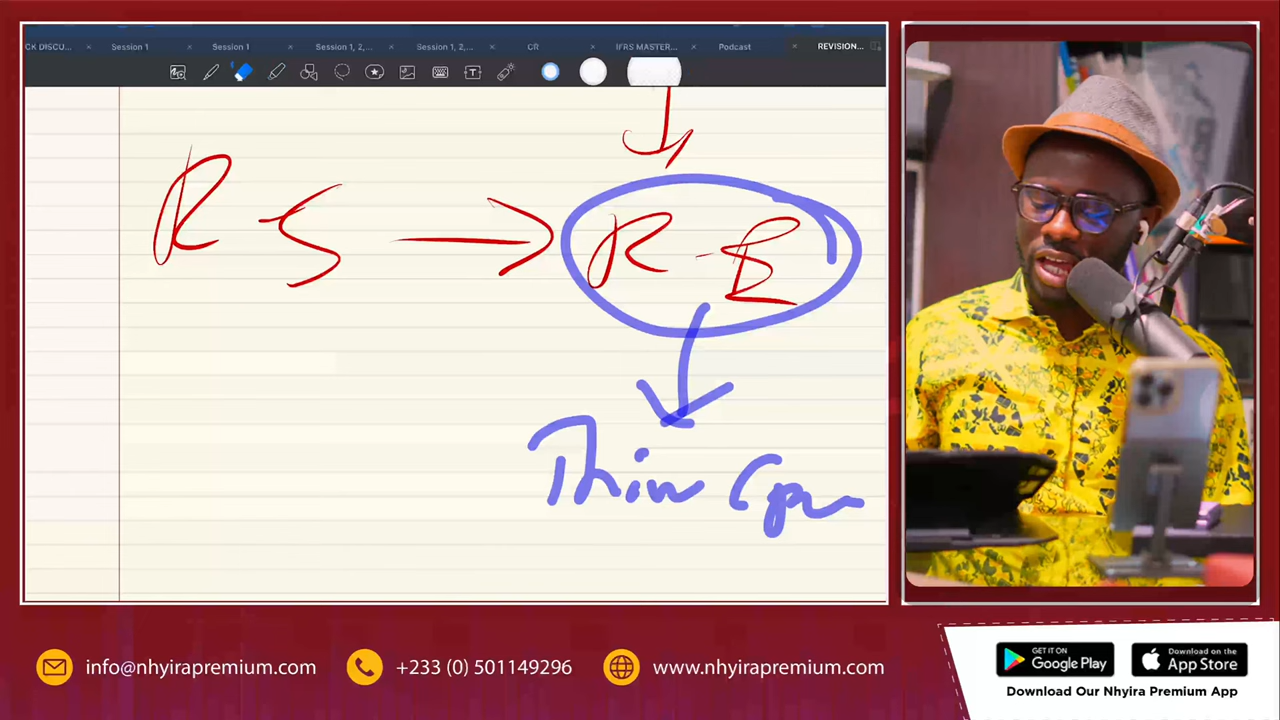 CK DISCU... Session 1 Session 1 Session 1, 2,... Session 1, 2,... CR IFRS MASTER... Podcast REVISION...
T
R S → R
Thin
info@nhyirapremium.com +233 (0) 501149296 www.nhyirapremium.com
GET IT ON
Google Play
Download on the
App Store
Download Our Nhyira Premium App